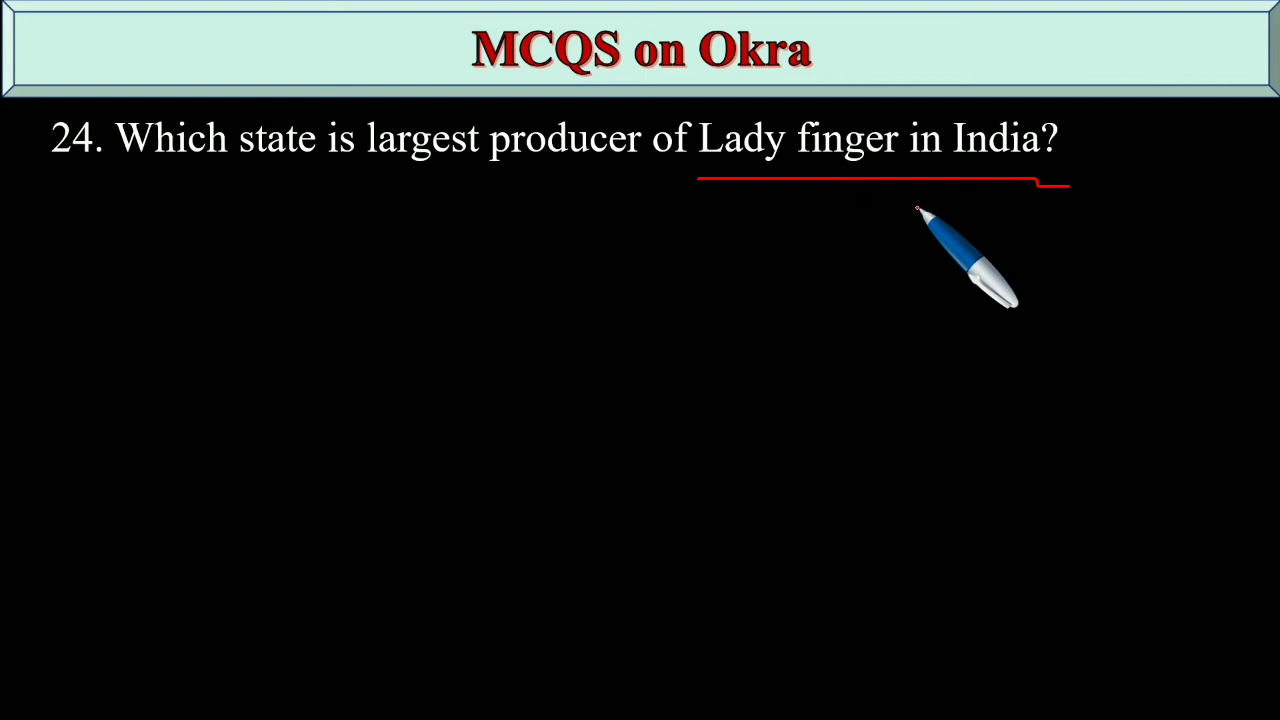 MCQS on Okra
24. Which state is largest producer of Lady finger in India?